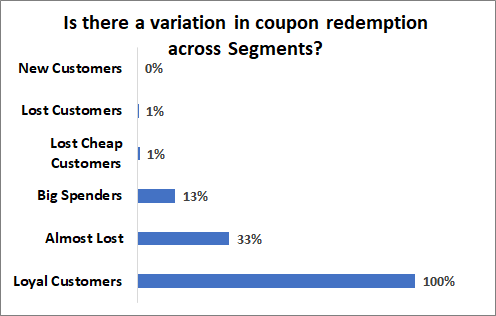 Is there a variation in coupon redemption
across Segments?
New Customers
0%
Lost Customers
1%
Lost Cheap
Customers
1%
Big Spenders
13%
Almost Lost
33%
Loyal Customers
100%